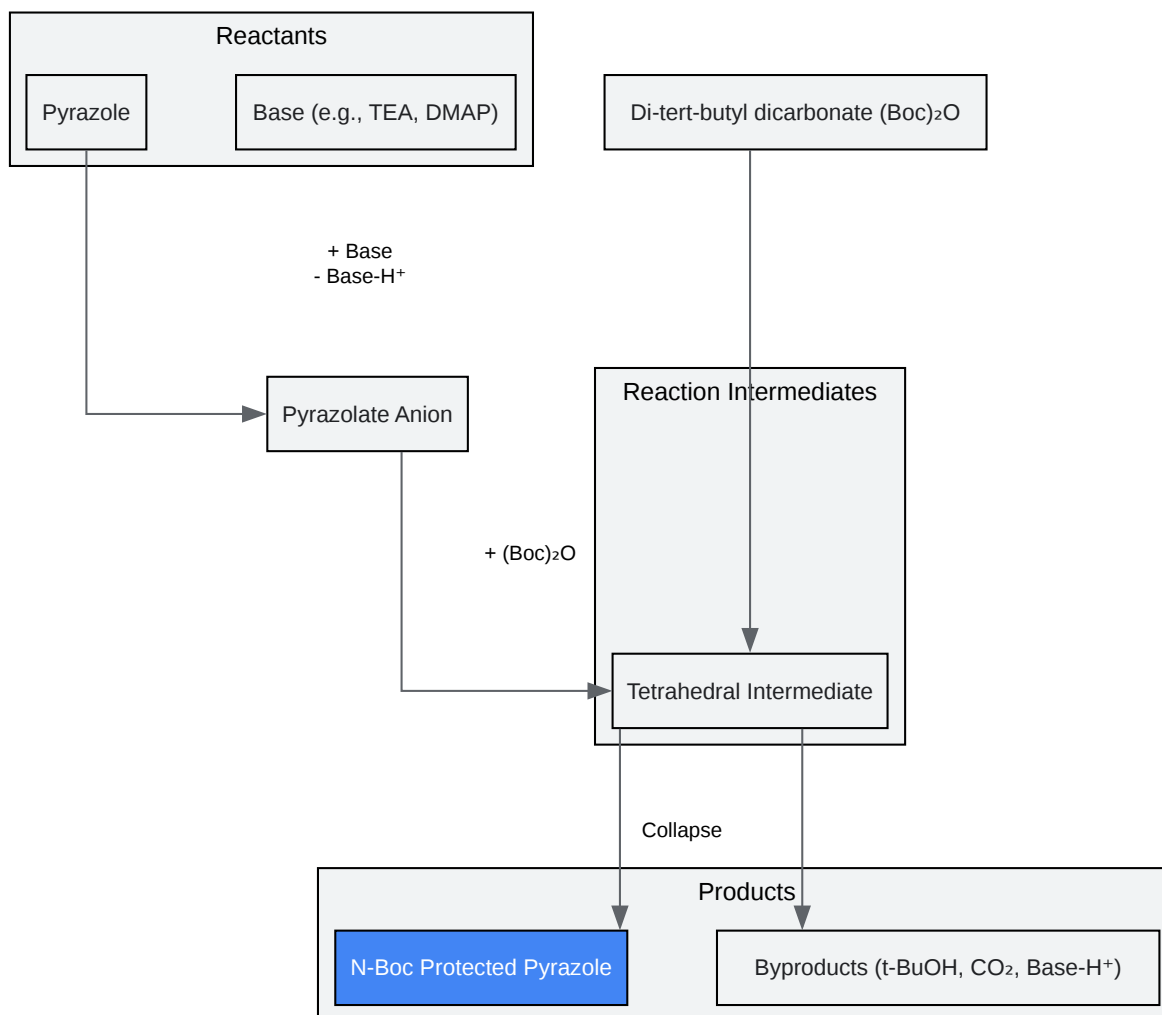 Reactants
Pyrazole
Base (e.g., TEA, DMAP)
Di-tert-butyl dicarbonate (Boc)₂O
+ Base
- Base-H⁺
Reaction Intermediates
Pyrazolate Anion
+ (Boc)₂O
Tetrahedral Intermediate
Collapse
Products
N-Boc Protected Pyrazole
Byproducts (t-BuOH, CO₂, Base-H⁺)